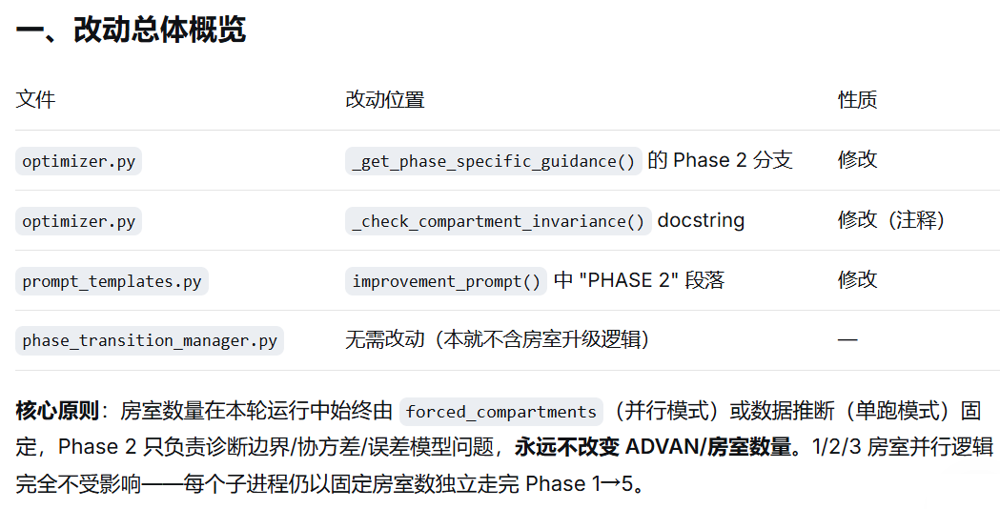 一、改动总体概览
文件 改动位置 性质
optimizer.py _get_phase_specific_guidance() 的 Phase 2 分支 修改
optimizer.py _check_compartment_invariance() docstring 修改（注释）
prompt_templates.py improvement_prompt() 中 "PHASE 2" 段落 修改
phase_transition_manager.py 无需改动（本就不含房室升级逻辑） —
核心原则：房室数量在本轮运行中始终由 forced_compartments（并行模式）或数据推断（单跑模式）固
定，Phase 2 只负责诊断边界/协方差/误差模型问题，永远不改变 ADVAN/房室数量。1/2/3 房室并行逻辑
完全不受影响——每个子进程仍以固定房室数独立走完 Phase 1→5。